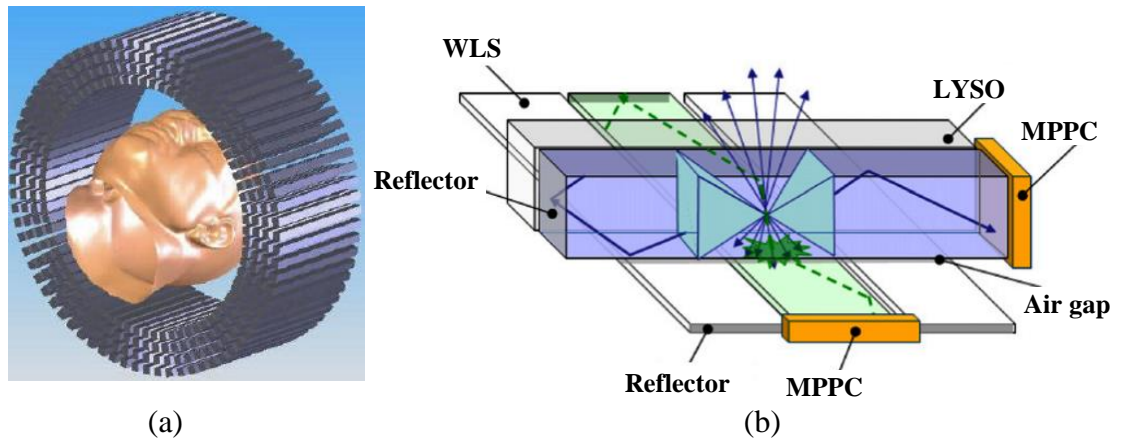 WLS
LYSO
MPPC
Reflector
Air gap
Reflector
MPPC
(a)
(b)